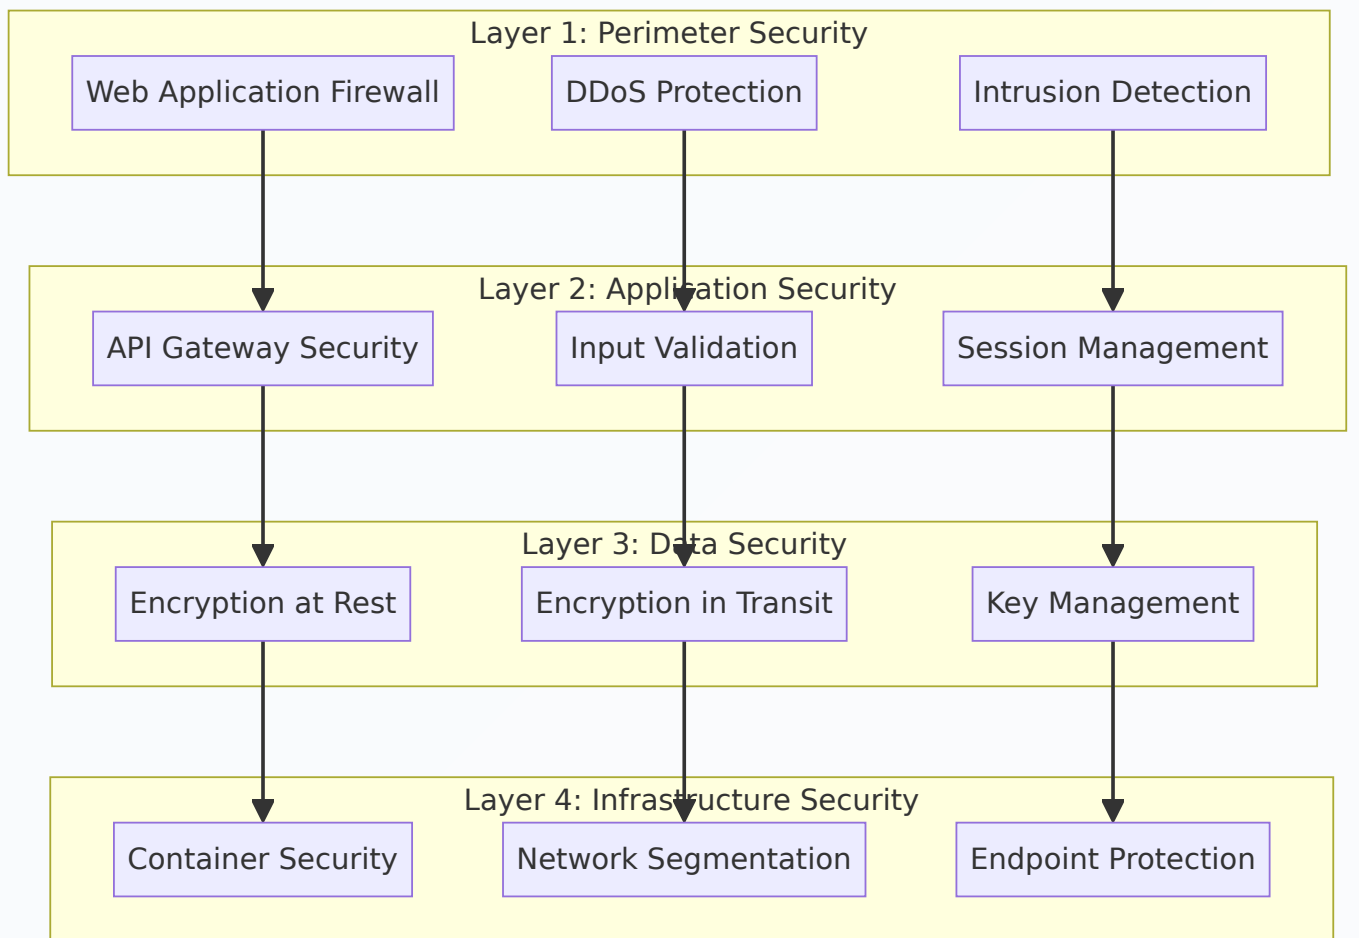 Layer 1: Perimeter Security
Web Application Firewall
DDoS Protection
Intrusion Detection
Layer 2: Application Security
API Gateway Security
Input Validation
Session Management
Layer 3: Data Security
Encryption at Rest
Encryption in Transit
Key Management
Layer 4: Infrastructure Security
Container Security
Network Segmentation
Endpoint Protection